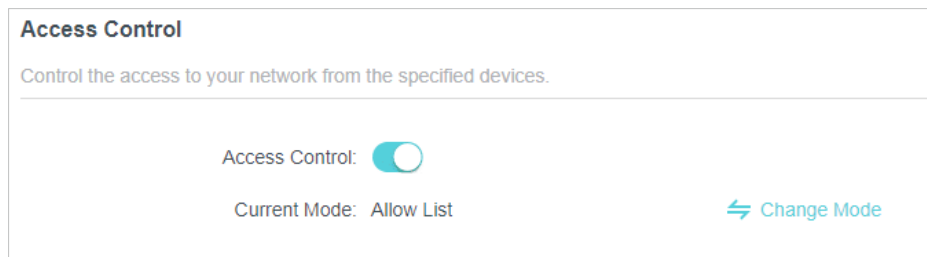 Access Control
Control the access to your network from the specified devices.
Access Control:
Current Mode: Allow List Change Mode